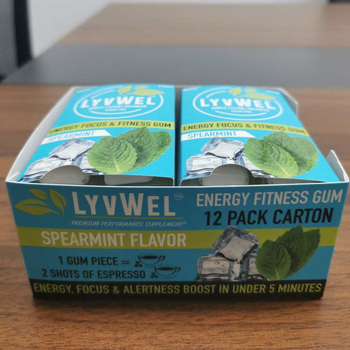 LYVWEL
ENERGY FOCUS & FITNESS GUM
SPEARMINT
LYVWEL
ENERGY FOCUS & FITNESS GUM
SPEARMINT
LYVWEL™
PREMIUM PERFORMANCE SUPPLEMENT
SPEARMINT FLAVOR
1 GUM PIECE =
2 SHOTS OF ESPRESSO
ENERGY FITNESS GUM
12 PACK CARTON
ENERGY, FOCUS & ALERTNESS BOOST IN UNDER 5 MINUTES